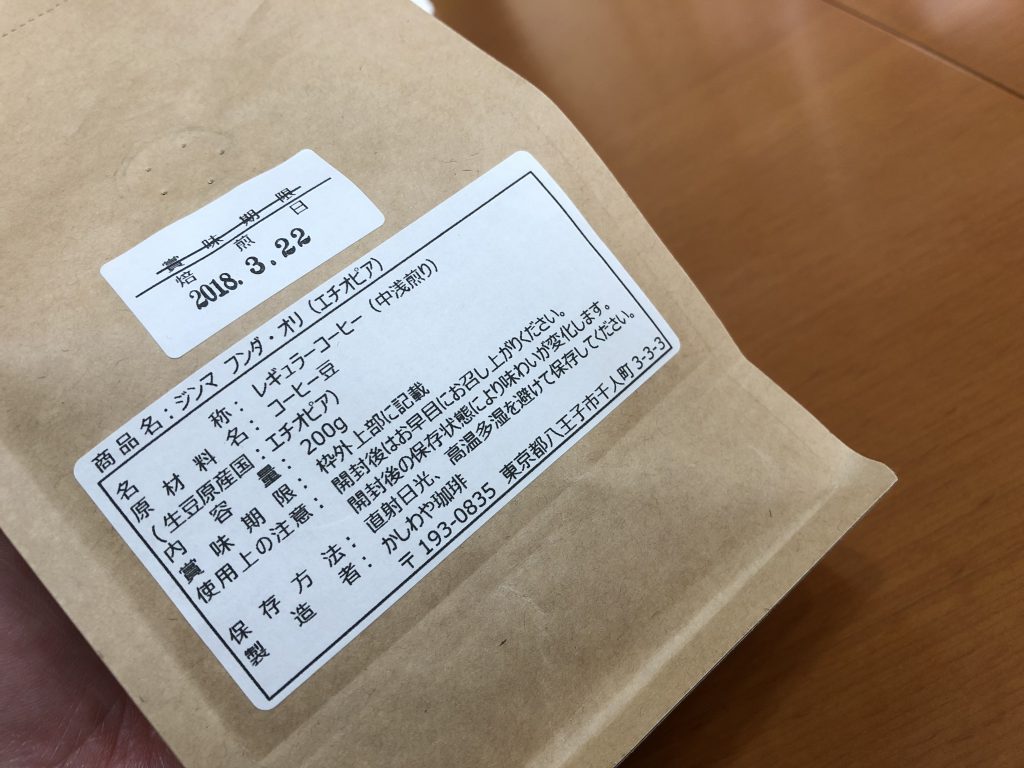 賞味期限
焙煎日
2018.3.22
商品名：ジンマ フンダ・オリ（エチオピア）
名称：レギュラーコーヒー（中浅煎り）
原材料名：コーヒー豆
（生豆原産国：エチオピア）
内容量：200g
賞味期限：枠外上部に記載
使用上の注意：開封後はお早目にお召し上がりください。
開封後の保存状態により味わいが変化します。
保存方法：直射日光、高温多湿を避けて保存してください。
製造者：かしわや珈琲
〒193-0835 東京都八王子市千人町3-3-3